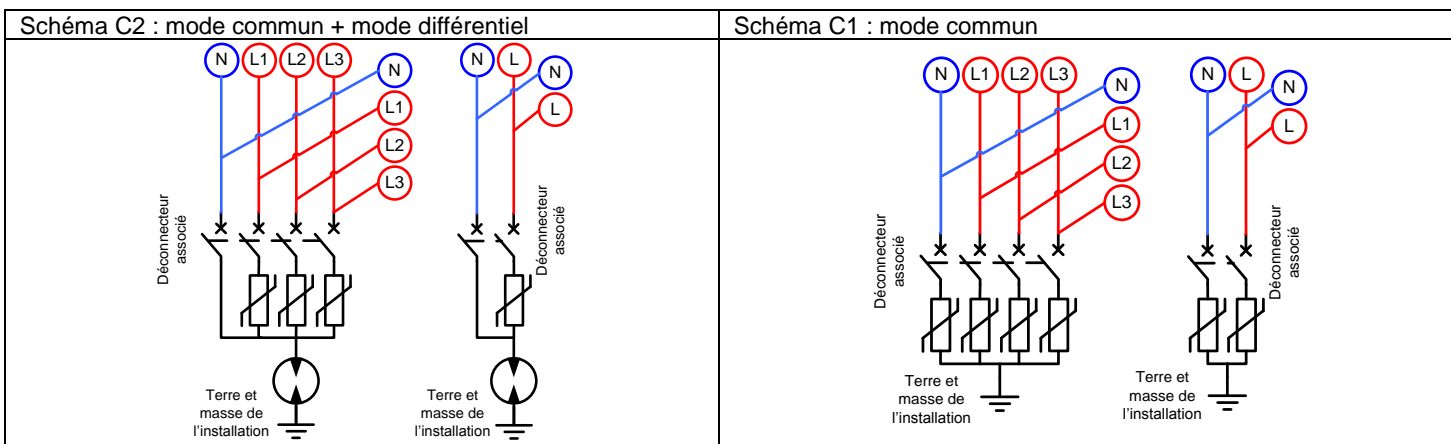 Schéma C2 : mode commun + mode différentiel
N L1 L2 L3
N
L1
L2
L3
Déconnecteur
associé
Terre et
masse de
l'installation
N L
N
L
Déconnecteur
associé
Terre et
masse de
l'installation
Schéma C1 : mode commun
N L1 L2 L3
N
L1
L2
L3
Déconnecteur
associé
Terre et
masse de
l'installation
N L
N
L
Déconnecteur
associé
Terre et
masse de
l'installation